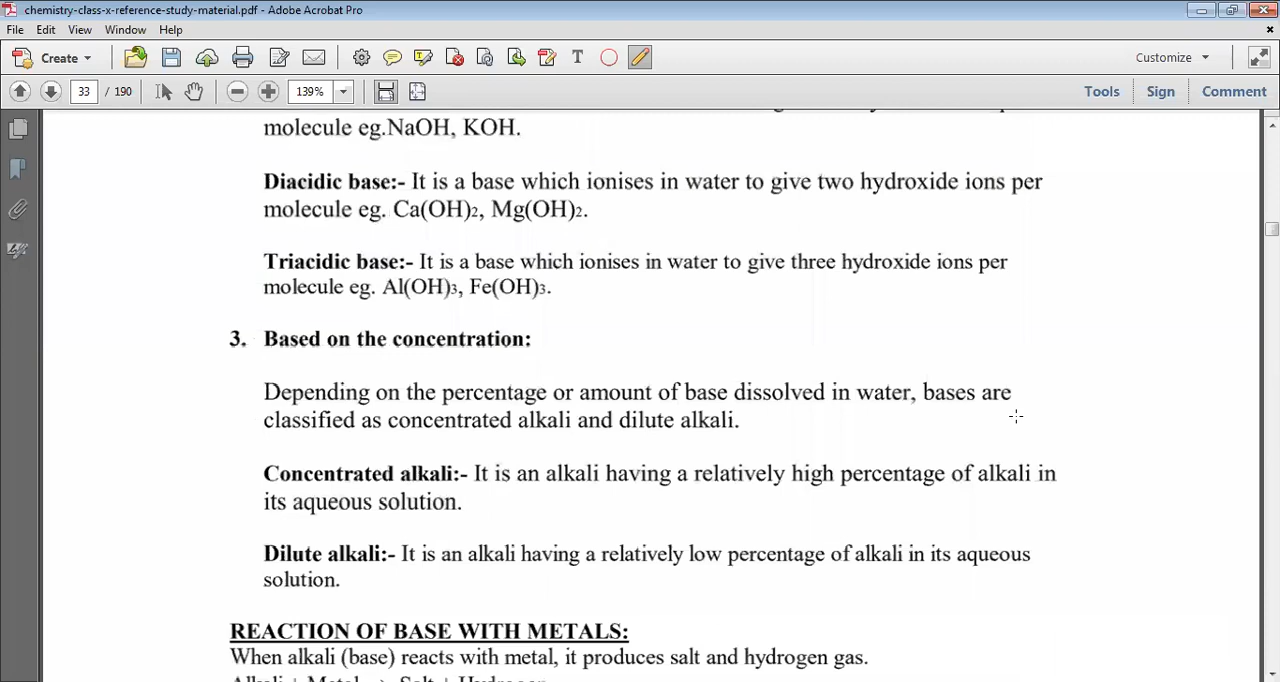 chemistry-class-x-reference-study-material.pdf - Adobe Acrobat Pro
File Edit View Window Help
Create Customize
33 / 190 139% Tools Sign Comment
molecule eg.NaOH, KOH.
Diacidic base:- It is a base which ionises in water to give two hydroxide ions per
molecule eg. Ca(OH)2, Mg(OH)2.
Triacidic base:- It is a base which ionises in water to give three hydroxide ions per
molecule eg. Al(OH)3, Fe(OH)3.
3. Based on the concentration:
Depending on the percentage or amount of base dissolved in water, bases are
classified as concentrated alkali and dilute alkali.
Concentrated alkali:- It is an alkali having a relatively high percentage of alkali in
its aqueous solution.
Dilute alkali:- It is an alkali having a relatively low percentage of alkali in its aqueous
solution.
REACTION OF BASE WITH METALS:
When alkali (base) reacts with metal, it produces salt and hydrogen gas.
Alkali + Metal → Salt + Hydrogen